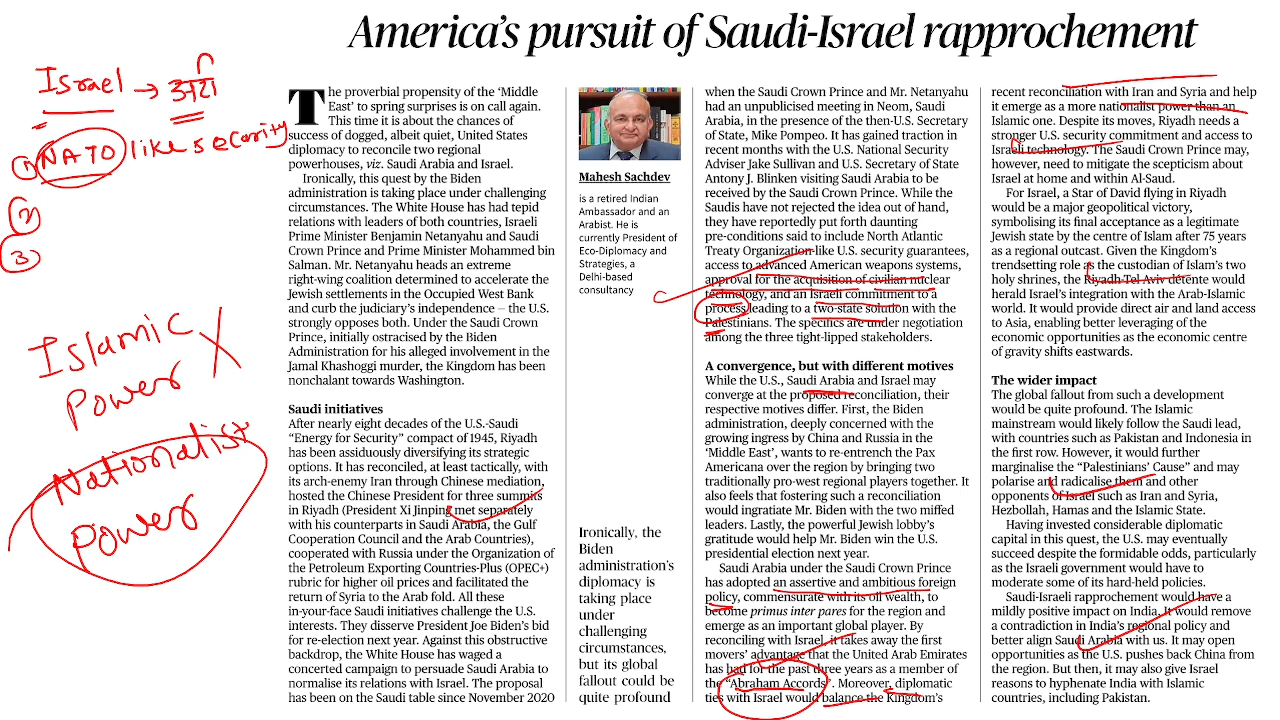 America's pursuit of Saudi-Israel rapprochement
Israel →
① NATO like security
②
③
Islamic
Power
Nationalist
Power
The proverbial propensity of the 'Middle
East' to spring surprises is on call again.
This time it is about the chances of
success of dogged, albeit quiet, United States
diplomacy to reconcile two regional
powerhouses, viz. Saudi Arabia and Israel.
Ironically, this quest by the Biden
administration is taking place under challenging
circumstances. The White House has had tepid
relations with leaders of both countries, Israeli
Prime Minister Benjamin Netanyahu and Saudi
Crown Prince and Prime Minister Mohammed bin
Salman. Mr. Netanyahu heads an extreme
right-wing coalition determined to accelerate the
Jewish settlements in the Occupied West Bank
and curb the judiciary's independence – the U.S.
strongly opposes both. Under the Saudi Crown
Prince, initially ostracised by the Biden
Administration for his alleged involvement in the
Jamal Khashoggi murder, the Kingdom has been
nonchalant towards Washington.
Saudi initiatives
After nearly eight decades of the U.S.-Saudi
"Energy for Security" compact of 1945, Riyadh
has been assiduously diversifying its strategic
options. It has reconciled, at least tactically, with
its arch-enemy Iran through Chinese mediation,
hosted the Chinese President for three summits
in Riyadh (President Xi Jinping met separately
with his counterparts in Saudi Arabia, the Gulf
Cooperation Council and the Arab Countries),
cooperated with Russia under the Organization of
the Petroleum Exporting Countries-Plus (OPEC+)
rubric for higher oil prices and facilitated the
return of Syria to the Arab fold. All these
in-your-face Saudi initiatives challenge the U.S.
interests. They disserve President Joe Biden's bid
for re-election next year. Against this obstructive
backdrop, the White House has waged a
concerted campaign to persuade Saudi Arabia to
normalise its relations with Israel. The proposal
has been on the Saudi table since November 2020
Mahesh Sachdev
is a retired Indian
Ambassador and an
Arabist. He is
currently President of
Eco-Diplomacy and
Strategies, a
Delhi-based
consultancy
Ironically, the
Biden
administration's
diplomacy is
taking place
under
challenging
circumstances,
but its global
fallout could be
quite profound
when the Saudi Crown Prince and Mr. Netanyahu
had an unpublicised meeting in Neom, Saudi
Arabia, in the presence of the then-U.S. Secretary
of State, Mike Pompeo. It has gained traction in
recent months with the U.S. National Security
Adviser Jake Sullivan and U.S. Secretary of State
Antony J. Blinken visiting Saudi Arabia to be
received by the Saudi Crown Prince. While the
Saudis have not rejected the idea out of hand,
they have reportedly put forth daunting
pre-conditions said to include North Atlantic
Treaty Organization-like U.S. security guarantees,
access to advanced American weapons systems,
approval for the acquisition of civilian nuclear
technology, and an Israeli commitment to a
process leading to a two-state solution with the
Palestinians. The specifics are under negotiation
among the three tight-lipped stakeholders.
A convergence, but with different motives
While the U.S., Saudi Arabia and Israel may
converge at the proposed reconciliation, their
respective motives differ. First, the Biden
administration, deeply concerned with the
growing ingress by China and Russia in the
'Middle East', wants to re-entrench the Pax
Americana over the region by bringing two
traditionally pro-west regional players together. It
also feels that fostering such a reconciliation
would ingratiate Mr. Biden with the two miffed
leaders. Lastly, the powerful Jewish lobby's
gratitude would help Mr. Biden win the U.S.
presidential election next year.
Saudi Arabia under the Saudi Crown Prince
has adopted an assertive and ambitious foreign
policy, commensurate with its oil wealth, to
become primus inter pares for the region and
emerge as an important global player. By
reconciling with Israel, it takes away the first
movers' advantage that the United Arab Emirates
has had for the past three years as a member of
the "Abraham Accords". Moreover, diplomatic
ties with Israel would balance the Kingdom's
recent reconciliation with Iran and Syria and help
it emerge as a more nationalist power than an
Islamic one. Despite its moves, Riyadh needs a
stronger U.S. security commitment and access to
Israeli technology. The Saudi Crown Prince may,
however, need to mitigate the scepticism about
Israel at home and within Al-Saud.
For Israel, a Star of David flying in Riyadh
would be a major geopolitical victory,
symbolising its final acceptance as a legitimate
Jewish state by the centre of Islam after 75 years
as a regional outcast. Given the Kingdom's
trendsetting role as the custodian of Islam's two
holy shrines, the Riyadh-Tel Aviv détente would
herald Israel's integration with the Arab-Islamic
world. It would provide direct air and land access
to Asia, enabling better leveraging of the
economic opportunities as the economic centre
of gravity shifts eastwards.
The wider impact
The global fallout from such a development
would be quite profound. The Islamic
mainstream would likely follow the Saudi lead,
with countries such as Pakistan and Indonesia in
the first row. However, it would further
marginalise the "Palestinians' Cause" and may
polarise and radicalise them and other
opponents of Israel such as Iran and Syria,
Hezbollah, Hamas and the Islamic State.
Having invested considerable diplomatic
capital in this quest, the U.S. may eventually
succeed despite the formidable odds, particularly
as the Israeli government would have to
moderate some of its hard-held policies.
Saudi-Israeli rapprochement would have a
mildly positive impact on India. It would remove
a contradiction in India's regional policy and
better align Saudi Arabia with us. It may open
opportunities as the U.S. pushes back China from
the region. But then, it may also give Israel
reasons to hyphenate India with Islamic
countries, including Pakistan.